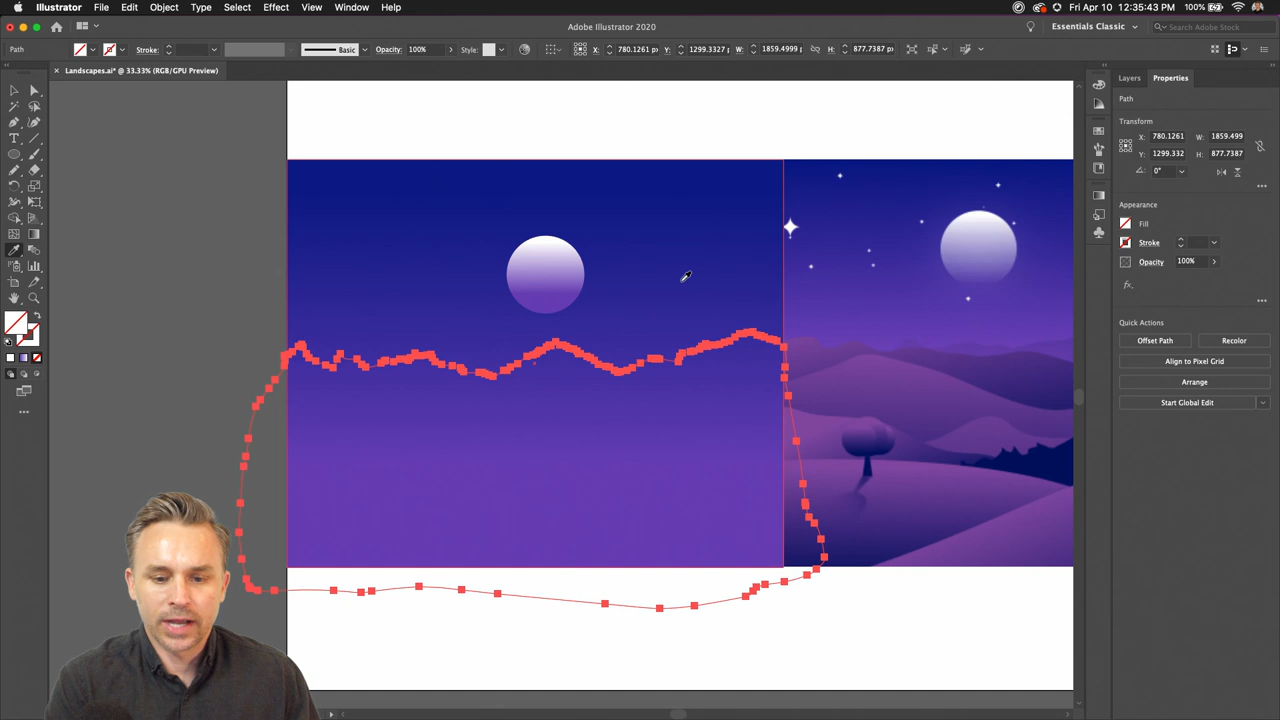 Illustrator File Edit Object Type Select Effect View Window Help 100% Fri Apr 10 12:35:43 PM
Adobe Illustrator 2020 Essentials Classic Search Adobe Stock
Path Stroke: Basic Opacity: 100% Style: X: 780.1261 px Y: 1299.3327 W: 1859.4999 H: 877.7387 px
× Landscapes.ai* @ 33.33% (RGB/GPU Preview)
Layers Properties
Path
Transform
X: 780.1261 W: 1859.499
Y: 1299.332 H: 877.7387
0°
Appearance
Fill
Stroke
Opacity 100%
fx
Quick Actions
Offset Path Recolor
Align to Pixel Grid
Arrange
Start Global Edit